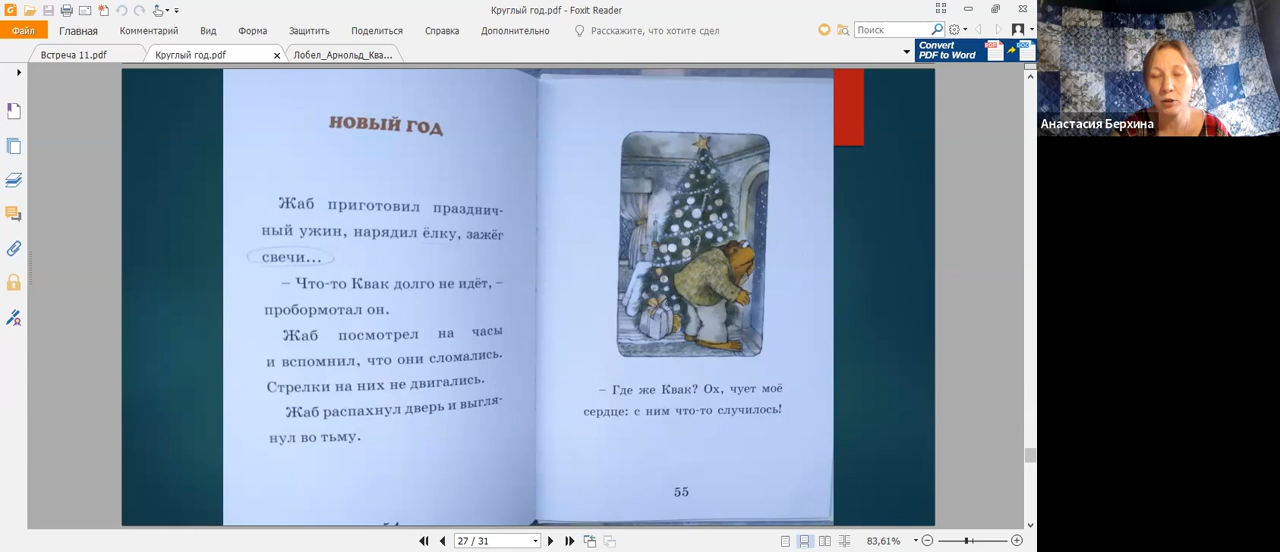 Круглый год.pdf - Foxit Reader
Файл
Главная
Комментарий
Вид
Форма
Защитить
Поделиться
Справка
Дополнительно
Расскажите, что хотите сдел
Поиск
Встреча 11.pdf
Круглый год.pdf
Лобел_Арнольд_Ква...
Convert
PDF to Word
НОВЫЙ ГОД
Жаб приготовил празднич-
ный ужин, нарядил ёлку, зажёг
свечи...
– Что-то Квак долго не идёт, –
пробормотал он.
Жаб посмотрел на часы
и вспомнил, что они сломались.
Стрелки на них не двигались.
Жаб распахнул дверь и выгля-
нул во тьму.
– Где же Квак? Ох, чует моё
сердце: с ним что-то случилось!
55
27 / 31
83,61%
Анастасия Берхина